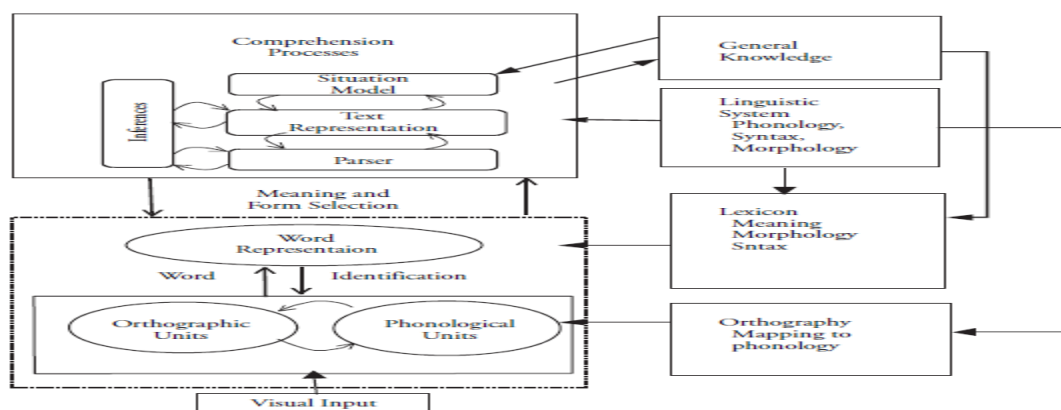 Comprehension
Processes
Situation
Model
Inferences
Text
Representation
Parser
Meaning and
Form Selection
Word
Representaion
Word
Identification
Orthographic
Units
Phonological
Units
Visual Input
General
Knowledge
Linguistic
System
Phonology,
Syntax,
Morphology
Lexicon
Meaning
Morphology
Sntax
Orthography
Mapping to
phonology